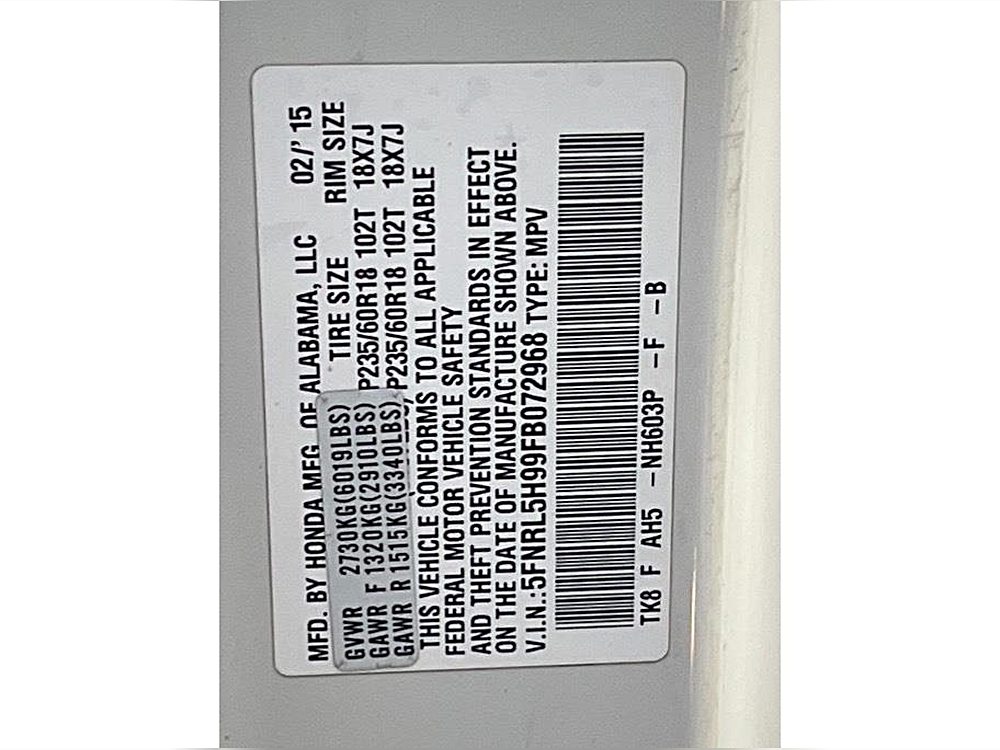 MFD. BY HONDA MFG. OF ALABAMA, LLC 02/' 15
TIRE SIZE RIM SIZE
GVWR 2730KG(6019LBS)
GAWR F 1320KG(2910LBS) P235/60R18 102T 18X7J
GAWR R 1515KG(3340LBS) P235/60R18 102T 18X7J
THIS VEHICLE CONFORMS TO ALL APPLICABLE
FEDERAL MOTOR VEHICLE SAFETY
AND THEFT PREVENTION STANDARDS IN EFFECT
ON THE DATE OF MANUFACTURE SHOWN ABOVE.
V.I.N.:5FNRL5H99FB072968 TYPE: MPV
TK8 F AH5 -NH603P -F -B